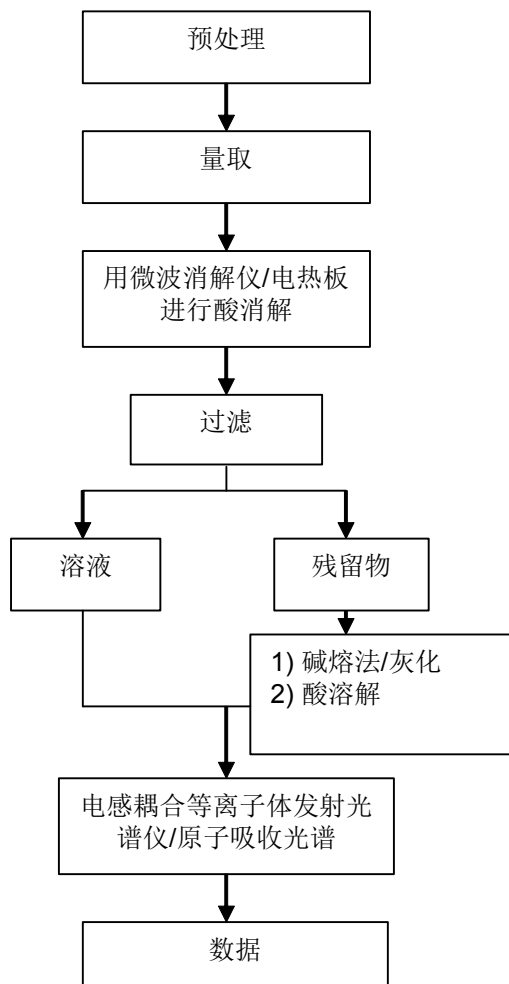 预处理
量取
用微波消解仪/电热板
进行酸消解
过滤
溶液
残留物
1) 碱熔法/灰化
2) 酸溶解
电感耦合等离子体发射光
谱仪/原子吸收光谱
数据